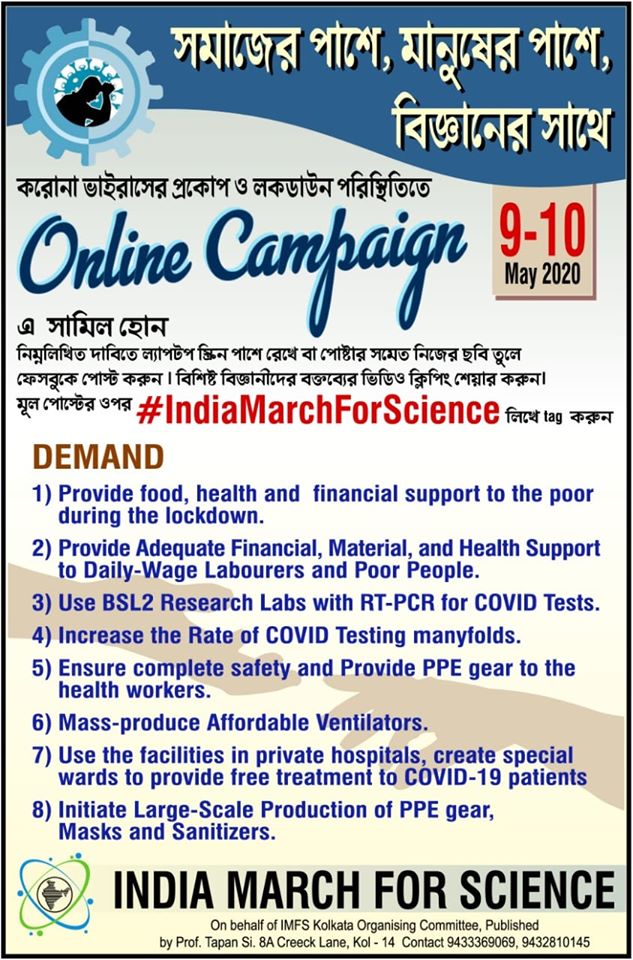 সমাজের পাশে, মানুষের পাশে,
বিজ্ঞানের সাথে
করোনা ভাইরাসের প্রকোপ ও লকডাউন পরিস্থিতিতে
Online Campaign
9-10
May 2020
এ সামিল হোন
নিম্নলিখিত দাবিতে ল্যাপটপ স্ক্রিন পাশে রেখে বা পোষ্টার সমেত নিজের ছবি তুলে
ফেসবুকে পোস্ট করুন। বিশিষ্ট বিজ্ঞানীদের বক্তব্যের ভিডিও ক্লিপিং শেয়ার করুন।
মূল পোস্টের ওপর #IndiaMarchForScience লিখে tag করুন
DEMAND
1) Provide food, health and financial support to the poor
during the lockdown.
2) Provide Adequate Financial, Material, and Health Support
to Daily-Wage Labourers and Poor People.
3) Use BSL2 Research Labs with RT-PCR for COVID Tests.
4) Increase the Rate of COVID Testing manyfolds.
5) Ensure complete safety and Provide PPE gear to the
health workers.
6) Mass-produce Affordable Ventilators.
7) Use the facilities in private hospitals, create special
wards to provide free treatment to COVID-19 patients
8) Initiate Large-Scale Production of PPE gear,
Masks and Sanitizers.
INDIA MARCH FOR SCIENCE
On behalf of IMFS Kolkata Organising Committee, Published
by Prof. Tapan Si. 8A Creeck Lane, Kol - 14 Contact 9433369069, 9432810145